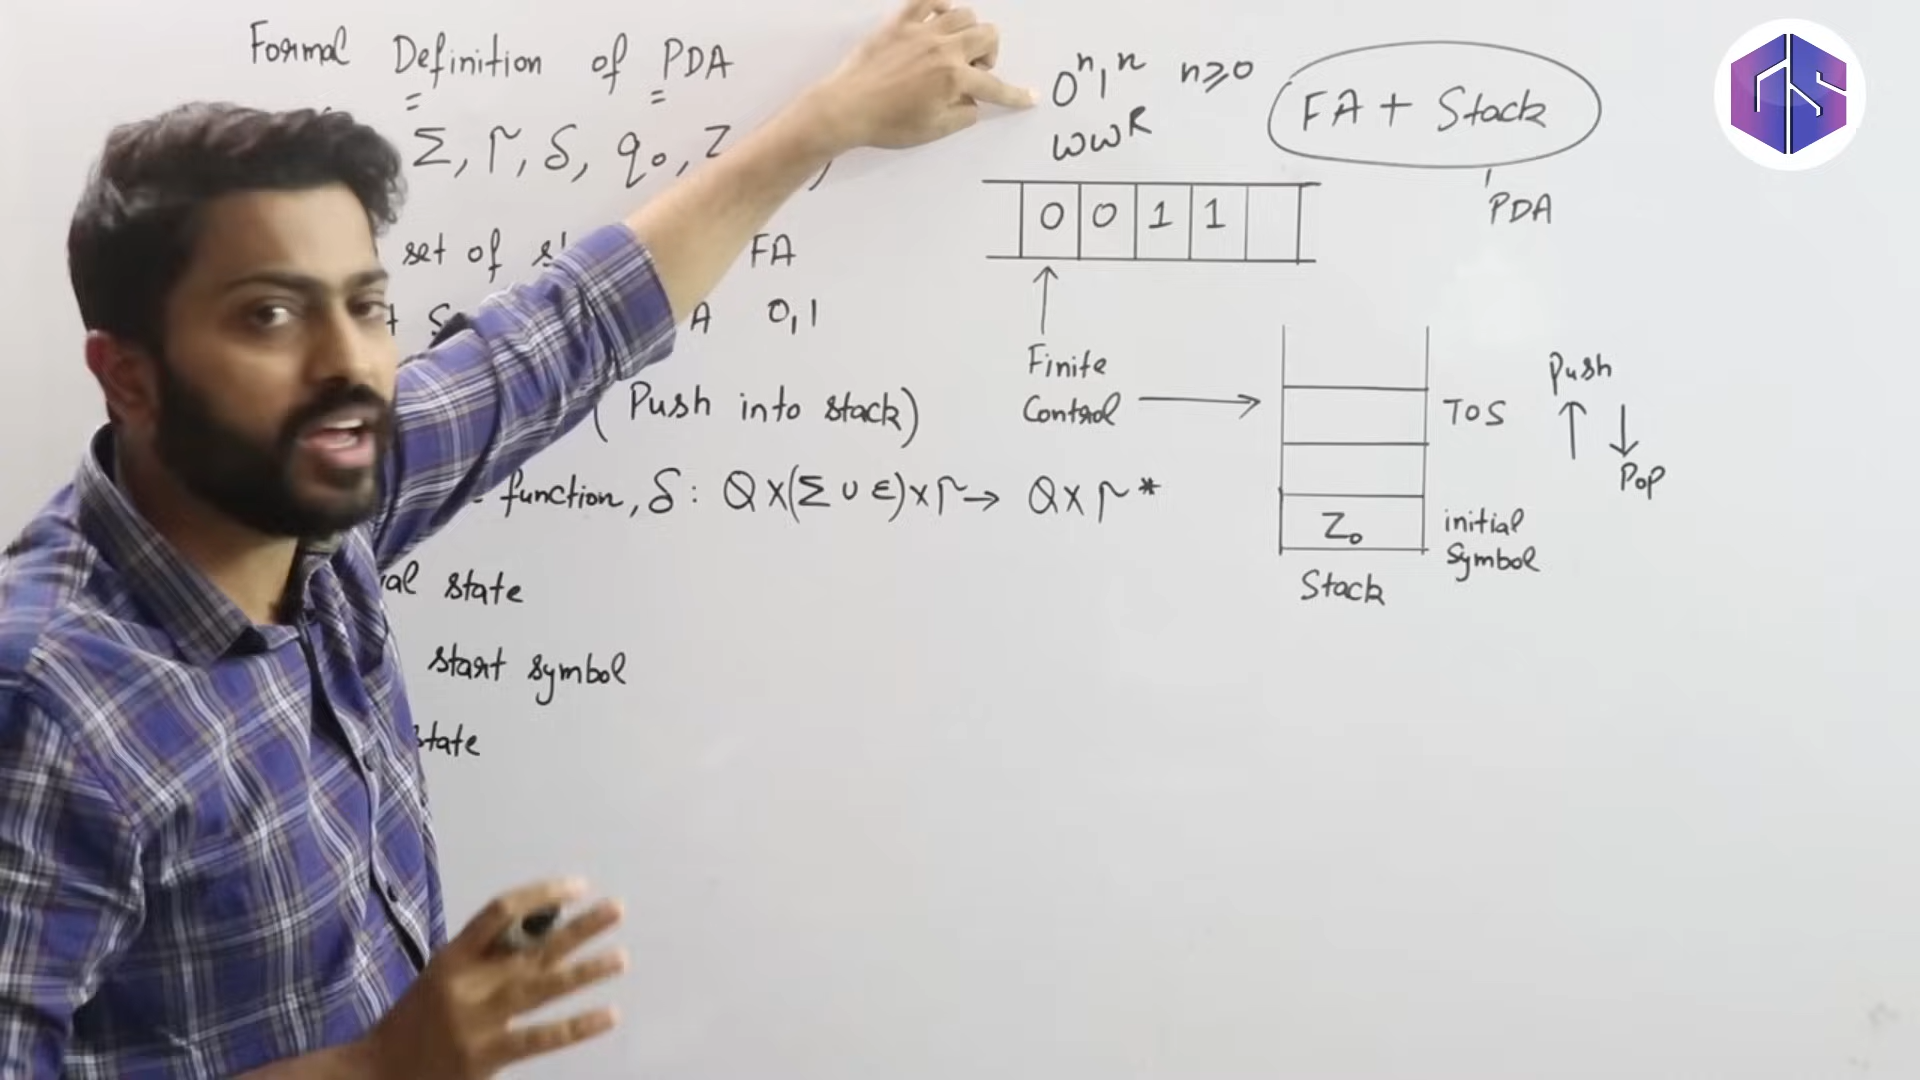 Formal Definition of PDA
Σ, Γ, δ, q₀, Z
set of
FA
0,1
(Push into stack)
function, δ: Q×(Σ ∪ ε)×Γ→ Q×Γ*
state
start symbol
state
0ⁿ1ⁿ n≥0
wwᴿ
FA + Stack
PDA
0 0 1 1
Finite Control
TOS
Push
Pop
Z₀
initial Symbol
Stack